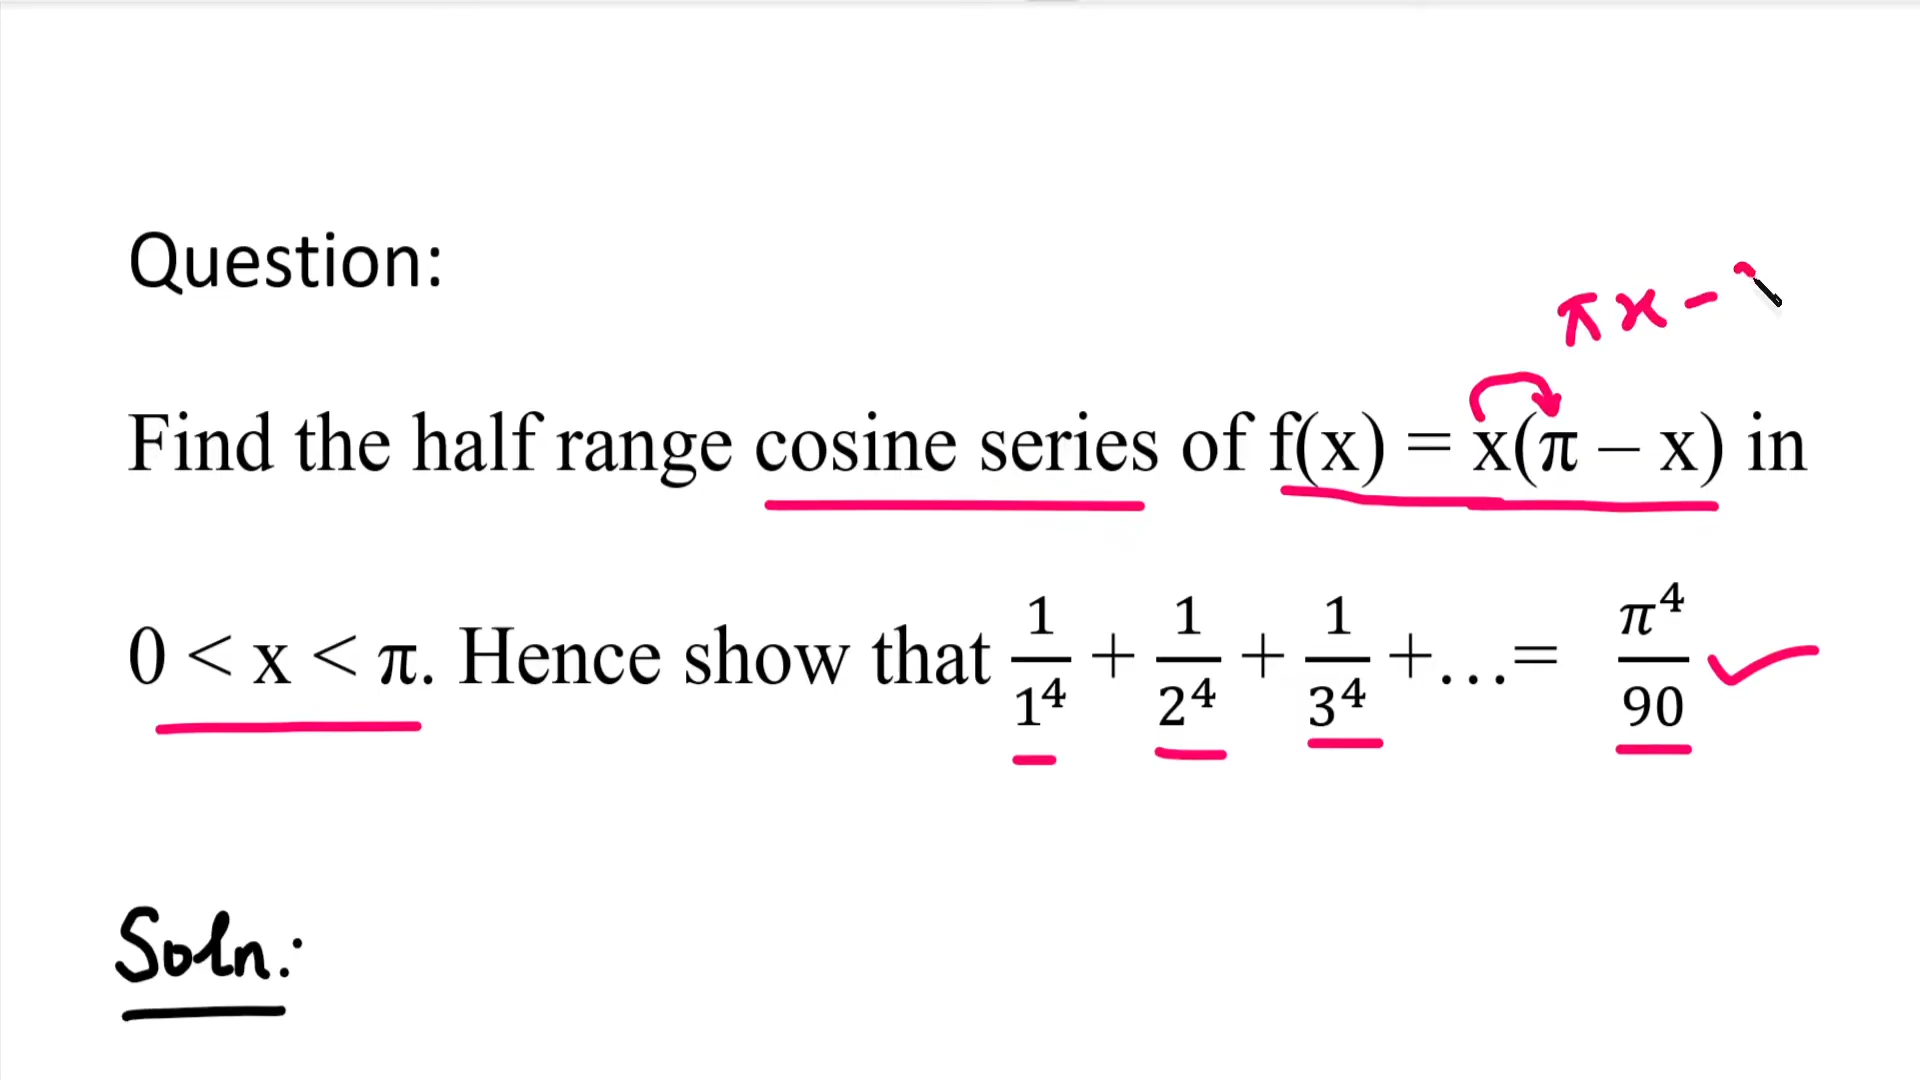 Question:
πx –
Find the half range cosine series of f(x) = x(π – x) in
0 < x < π. Hence show that 1/1⁴ + 1/2⁴ + 1/3⁴ +...= π⁴/90
Soln: